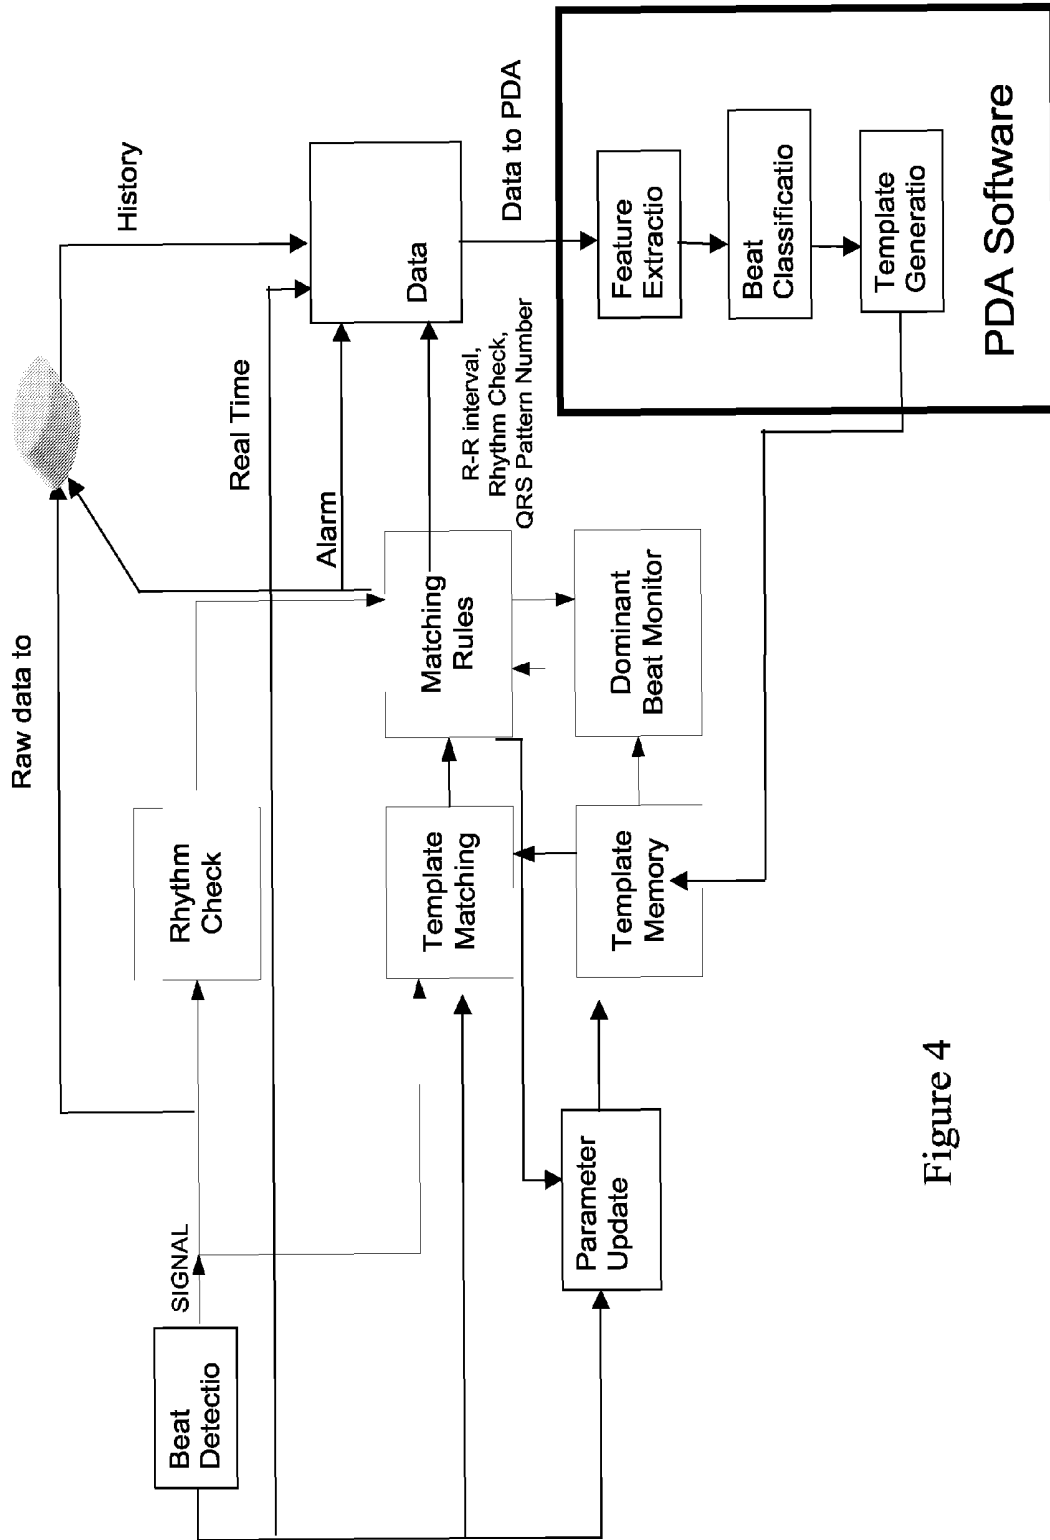 Raw data to
History
Real Time
Alarm
SIGNAL
Beat
Detectio
Rhythm
Check
Template
Matching
Matching
Rules
Data
R-R interval,
Rhythm Check,
QRS Pattern Number
Data to PDA
Parameter
Update
Template
Memory
Dominant
Beat Monitor
Feature
Extractio
Beat
Classificatio
Template
Generatio
PDA Software
Figure 4